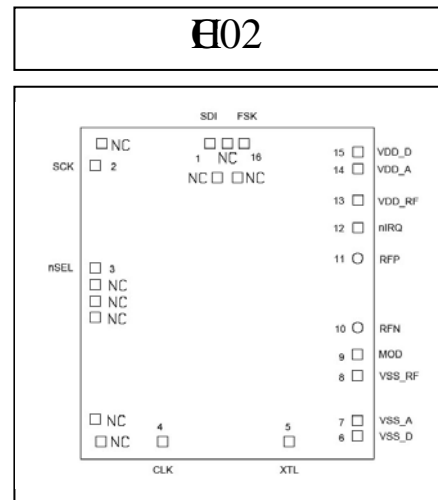 SDI FSK
NC
1 NC 16
NC NC
SCK 2
nSEL 3
NC
NC
NC
NC
NC
4
5
CLK
XTL
15 VDD_D
14 VDD_A
13 VDD_RF
12 nIRQ
11 RFP
10 RFN
9 MOD
8 VSS_RF
7 VSS_A
6 VSS_D